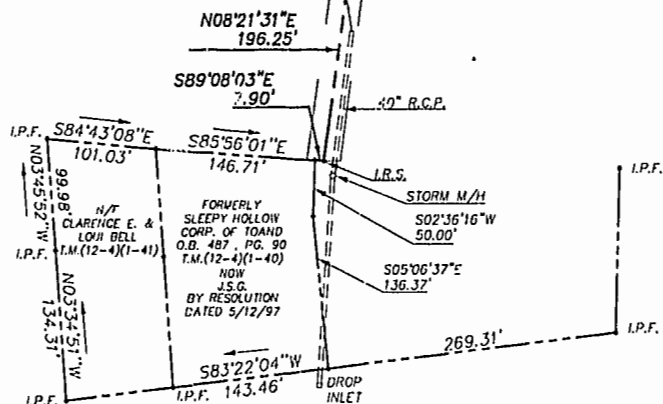 N08°21'31"E
196.25'
S89°08'03"E
7.90'
40" R.C.P.
I.P.F.
S84°43'08"E
101.03'
S85°56'01"E
146.71'
I.R.S.
I.P.F.
STORM M/H
N03°45'52"W
99.98'
N/F
CLARENCE E. &
LOUI BELL
T.M.(12-4)(1-41)
FORMERLY
SLEEPY HOLLOW
CORP. OF TOANO
O.B. 487 , PG. 90
T.M.(12-4)(1-40)
NOW
J.S.G.
BY RESOLUTION
DATED 5/12/97
S02°36'16"W
50.00'
S05°06'37"E
136.37'
I.P.F.
N03°34'51"W
134.31'
269.31'
I.P.F.
S83°22'04"W
143.46'
I.P.F.
I.P.F.
DROP
INLET